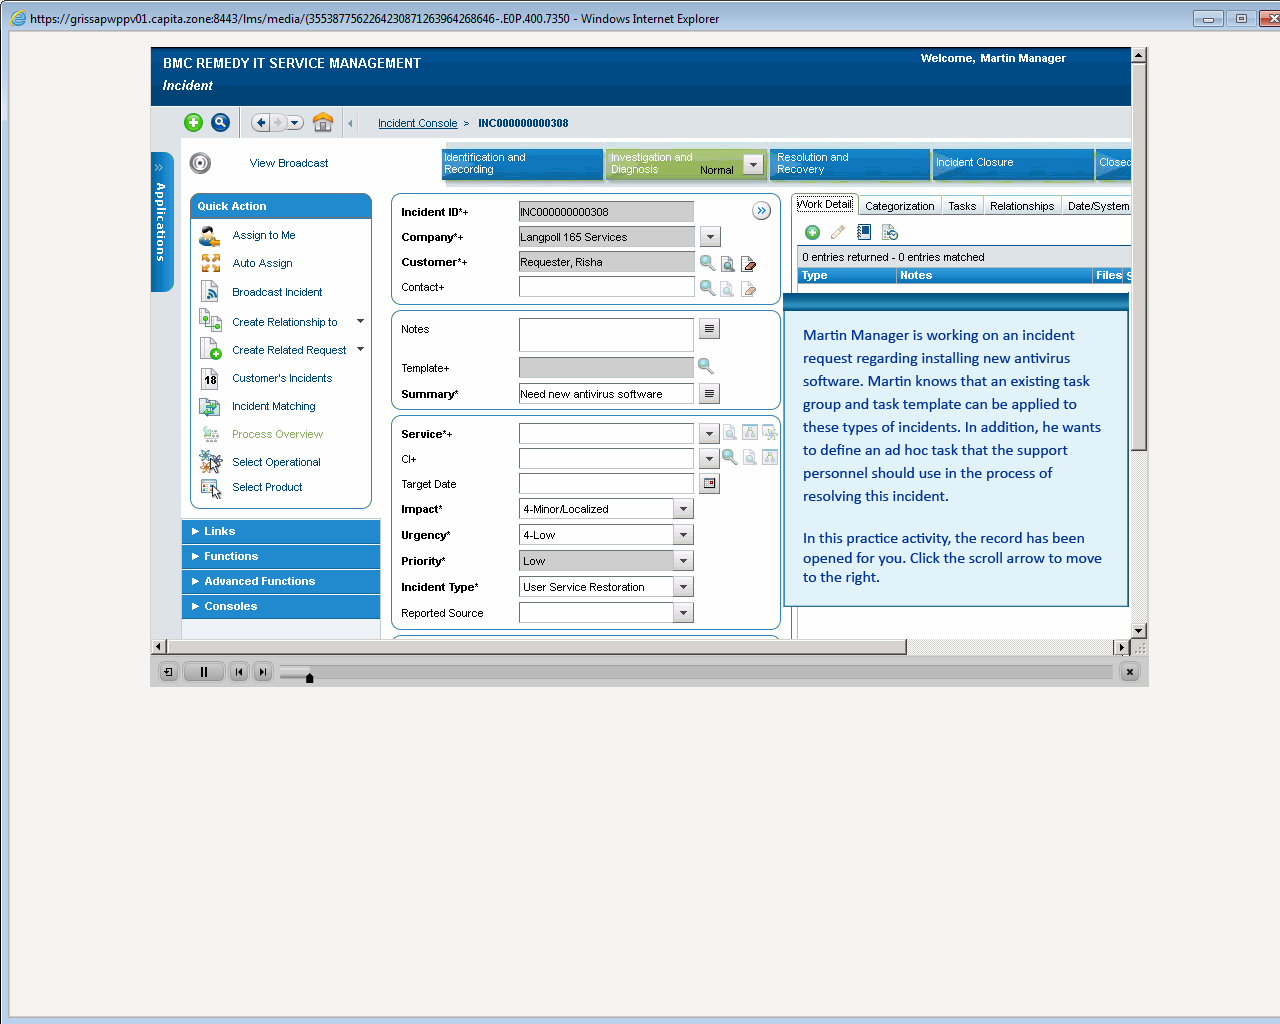 https://grissapwppv01.capita.zone:8443/lms/media/(3553877562264230871263964268646-.E0P.400.7350 - Windows Internet Explorer
BMC REMEDY IT SERVICE MANAGEMENT
Welcome, Martin Manager
Incident
Incident Console > INC000000000308
View Broadcast
Identification and
Recording
Investigation and
Diagnosis
Normal
Resolution and
Recovery
Incident Closure
Closed
Applications
Quick Action
Assign to Me
Auto Assign
Broadcast Incident
Create Relationship to
Create Related Request
18
Customer's Incidents
Incident Matching
Process Overview
Select Operational
Select Product
Links
Functions
Advanced Functions
Consoles
Incident ID*+ INC000000000308
Company*+ Langpoll 165 Services
Customer*+ Requester, Risha
Contact+
Notes
Template+
Summary* Need new antivirus software
Service*+
CI+
Target Date
Impact* 4-Minor/Localized
Urgency* 4-Low
Priority* Low
Incident Type* User Service Restoration
Reported Source
Work Detail Categorization Tasks Relationships Date/System
0 entries returned - 0 entries matched
Type Notes Files S
Martin Manager is working on an incident
request regarding installing new antivirus
software. Martin knows that an existing task
group and task template can be applied to
these types of incidents. In addition, he wants
to define an ad hoc task that the support
personnel should use in the process of
resolving this incident.
In this practice activity, the record has been
opened for you. Click the scroll arrow to move
to the right.